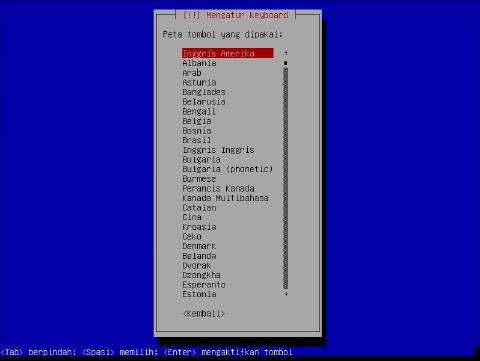 [!!] Mengatur keyboard
Peta tombol yang dipakai:
Inggris Amerika
Albania
Arab
Asturia
Banglades
Belarusia
Bengali
Belgia
Bosnia
Brasil
Inggris Inggris
Bulgaria
Bulgaria (phonetic)
Burmese
Perancis Kanada
Kanada Multibahasa
Catalan
Cina
Kroasia
Ceko
Denmark
Belanda
Dvorak
Dzongkha
Esperanto
Estonia
<Kembali>
<Tab> berpindah; <Spasi> memilih; <Enter> mengaktifkan tombol